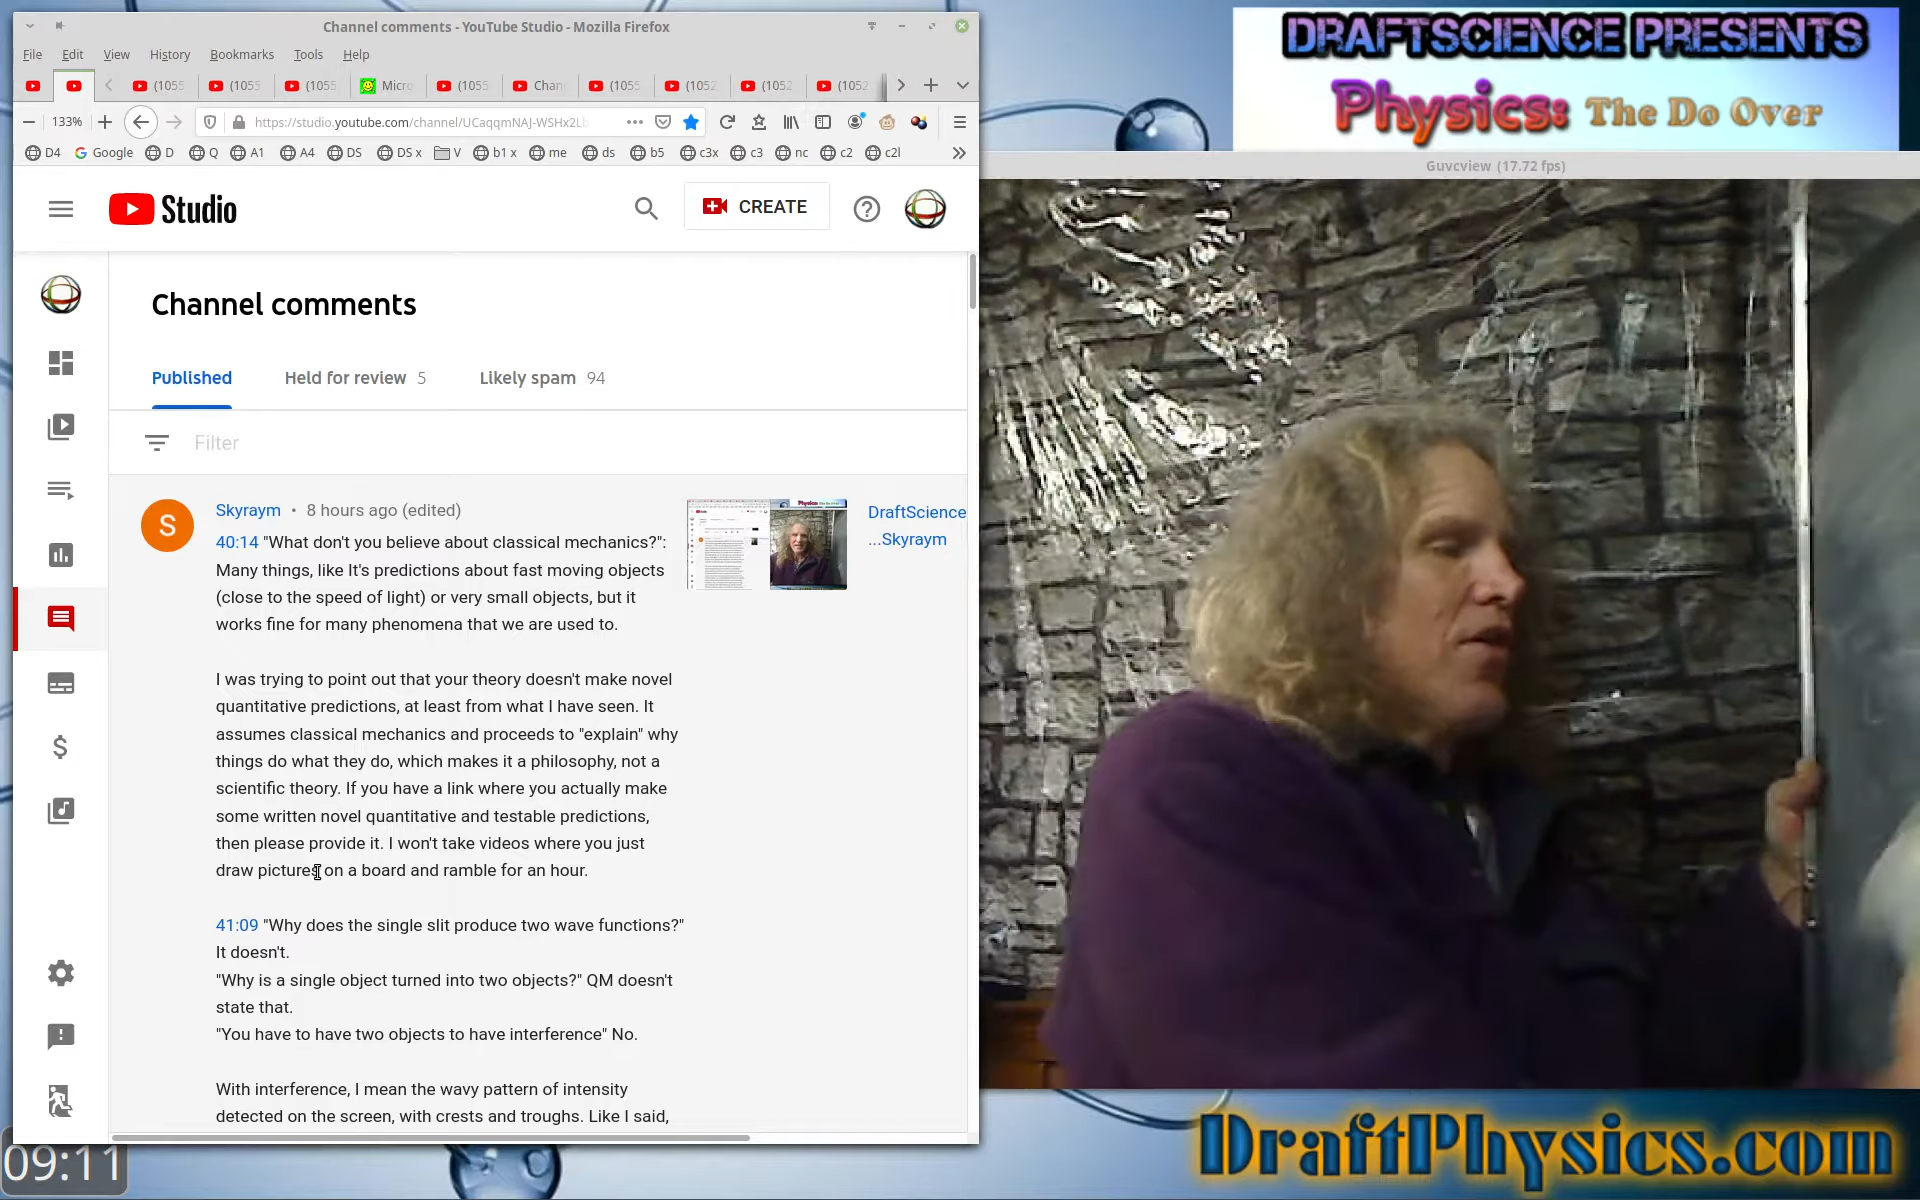 Channel comments - YouTube Studio - Mozilla Firefox
File Edit View History Bookmarks Tools Help
(1055 (1055 (1055 Micro (1055 Chan (1055 (1052 (1052 (1052
133% https://studio.youtube.com/channel/UCaqqmNAJ-WSHx2Lb
D4 Google D Q A1 A4 DS DS x V b1 x me ds b5 c3x c3 nc c2 c2l
Studio
CREATE
Channel comments
Published Held for review 5 Likely spam 94
Filter
S
Skyraym • 8 hours ago (edited)
40:14 "What don't you believe about classical mechanics?":
Many things, like It's predictions about fast moving objects
(close to the speed of light) or very small objects, but it
works fine for many phenomena that we are used to.
I was trying to point out that your theory doesn't make novel
quantitative predictions, at least from what I have seen. It
assumes classical mechanics and proceeds to "explain" why
things do what they do, which makes it a philosophy, not a
scientific theory. If you have a link where you actually make
some written novel quantitative and testable predictions,
then please provide it. I won't take videos where you just
draw pictures on a board and ramble for an hour.
41:09 "Why does the single slit produce two wave functions?"
It doesn't.
"Why is a single object turned into two objects?" QM doesn't
state that.
"You have to have two objects to have interference" No.
With interference, I mean the wavy pattern of intensity
detected on the screen, with crests and troughs. Like I said,
DraftScience
...Skyraym
09:11
DRAFTSCIENCE PRESENTS
Physics: The Do Over
Guvcview (17.72 fps)
DraftPhysics.com